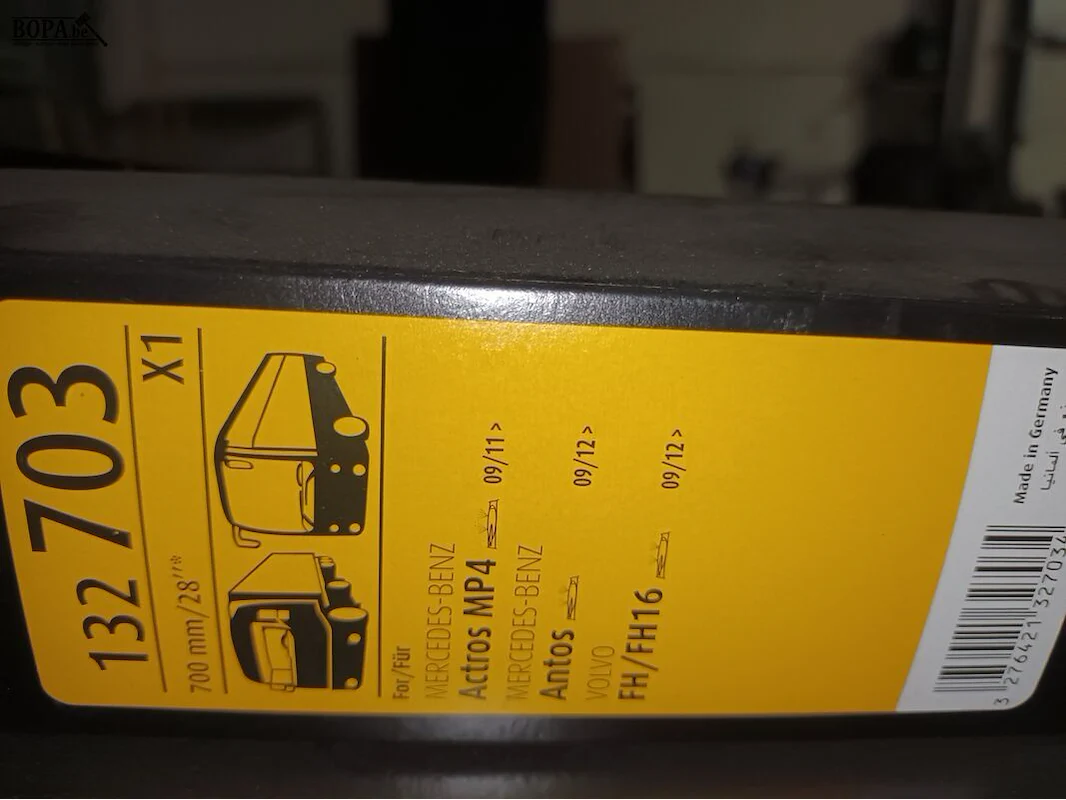 BOPA.be
132 703
X1
700 mm/28"*
For/Für
MERCEDES-BENZ
Actros MP4 09/11 >
MERCEDES-BENZ
Antos 09/12 >
VOLVO
FH/FH16 09/12 >
Made in Germany
3 276421 327034